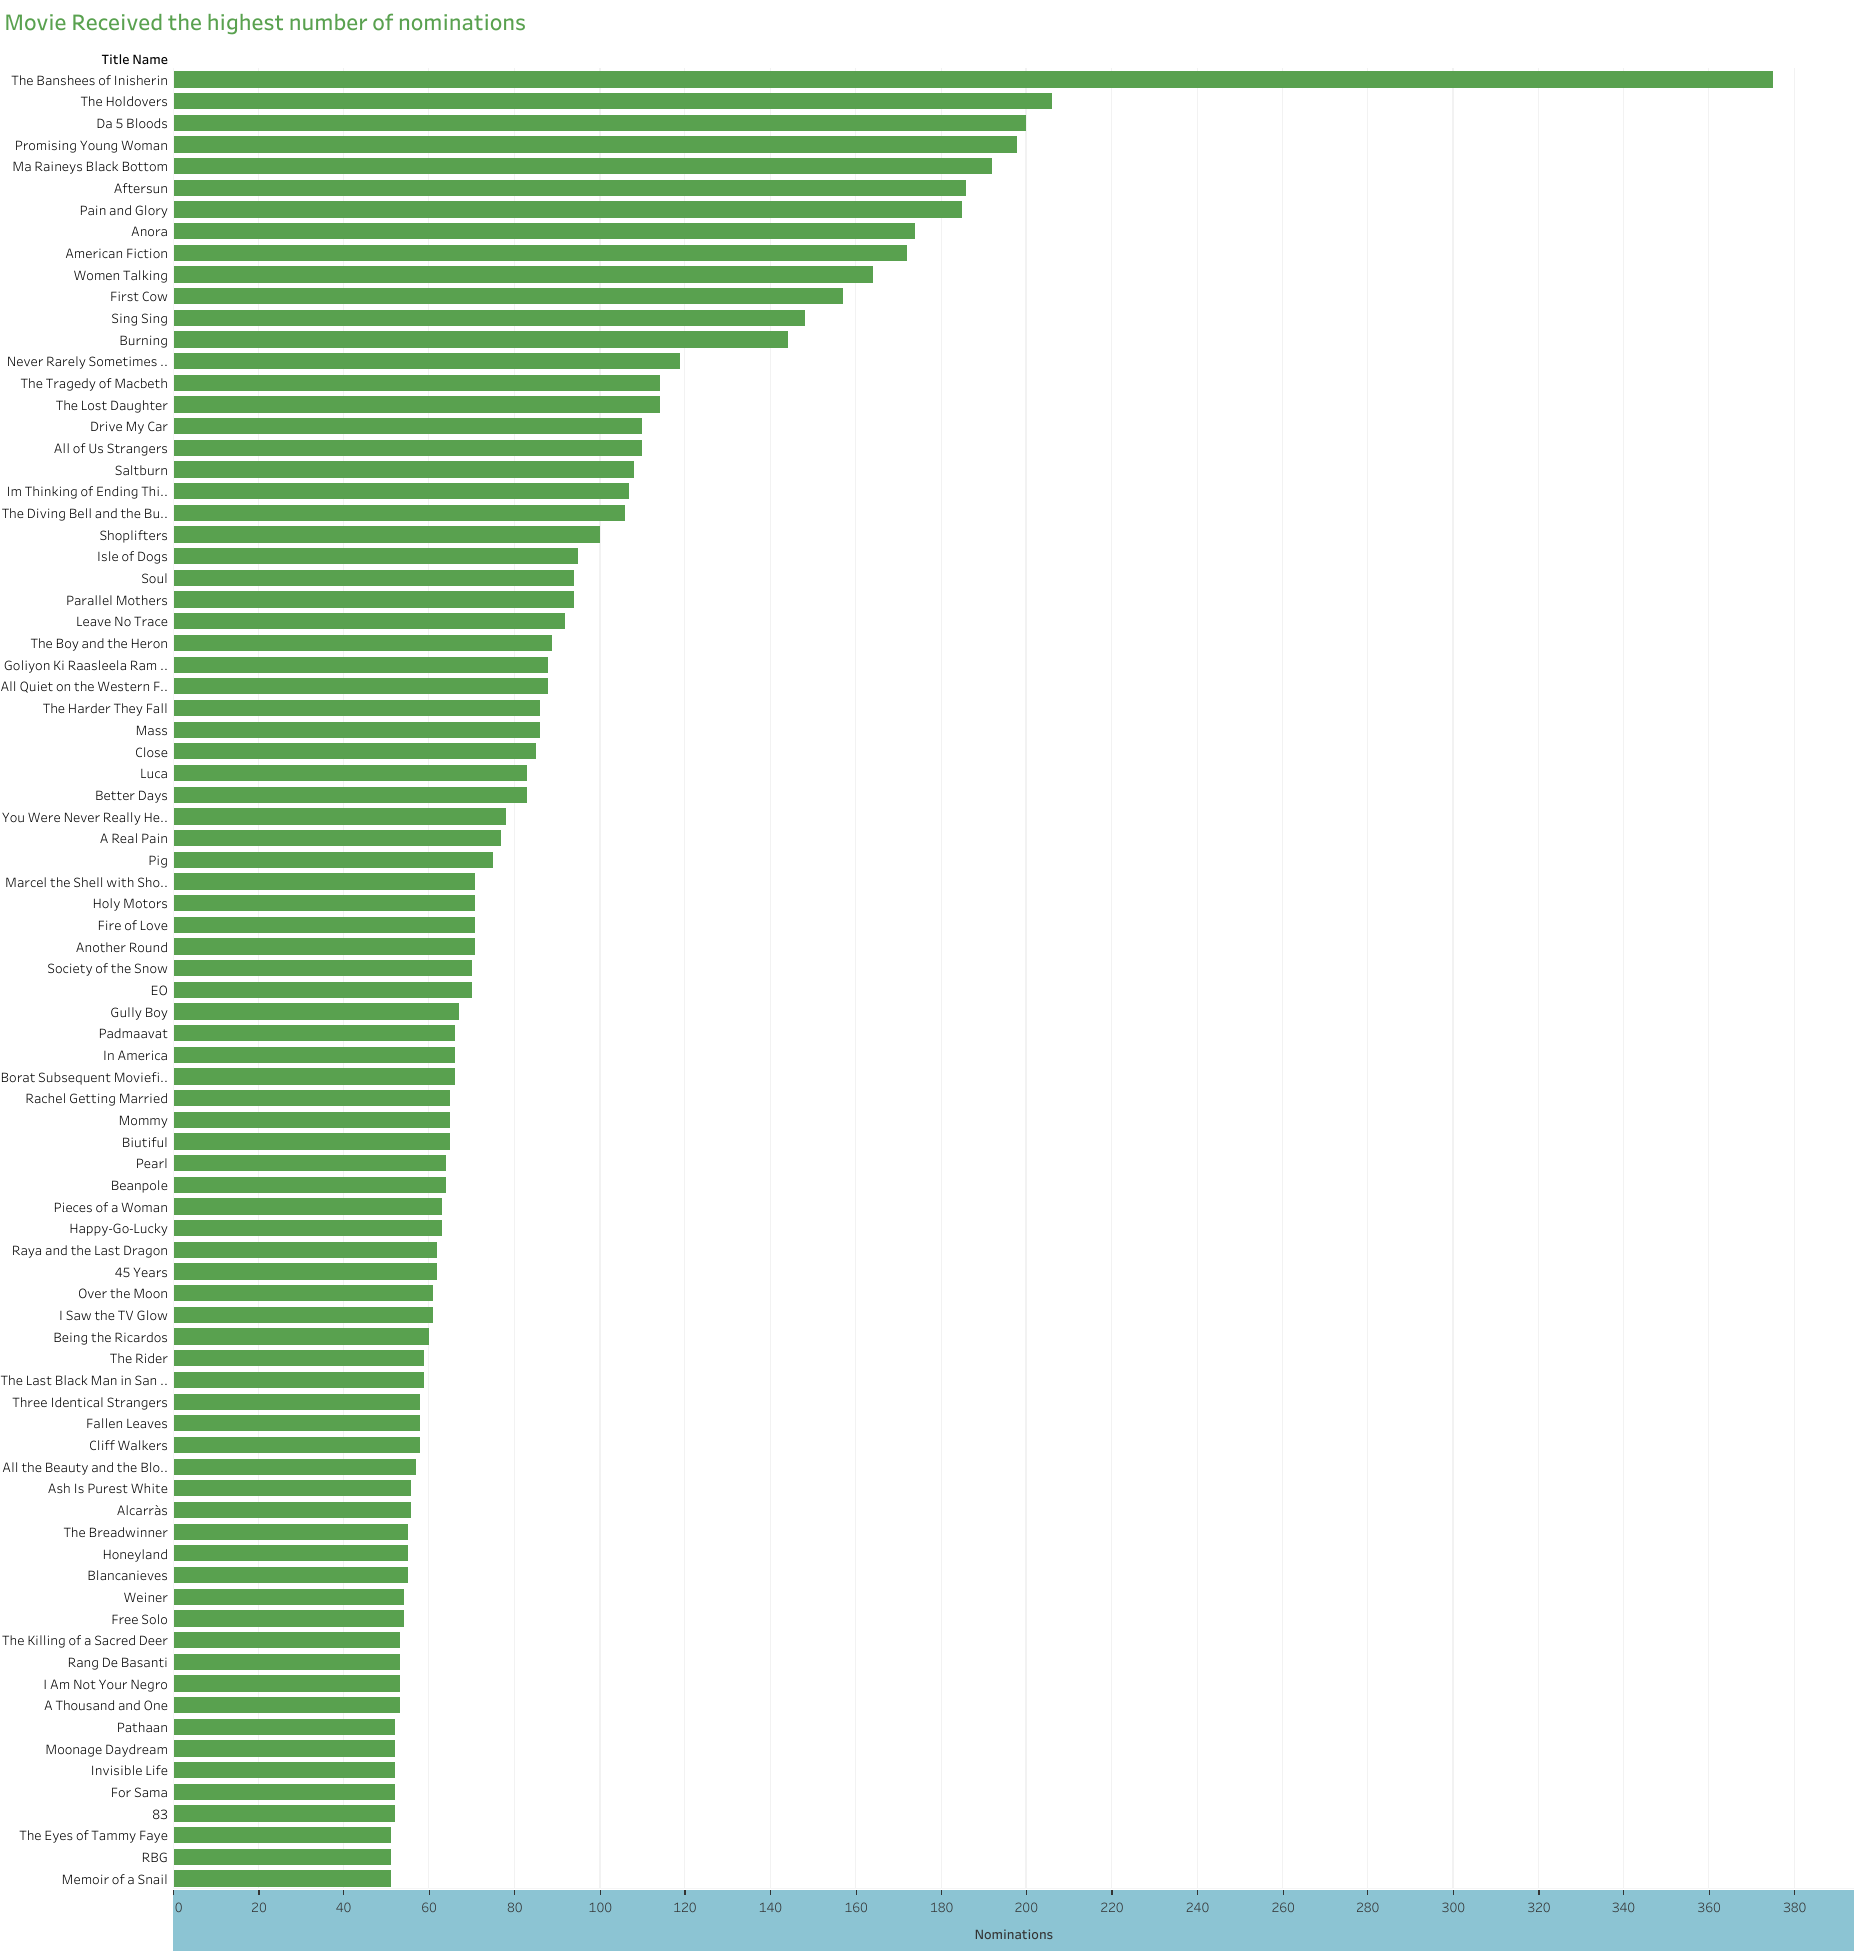 Movie Received the highest number of nominations
Title Name
The Banshees of Inisherin
The Holdovers
Da 5 Bloods
Promising Young Woman
Ma Raineys Black Bottom
Aftersun
Pain and Glory
Anora
American Fiction
Women Talking
First Cow
Sing Sing
Burning
Never Rarely Sometimes ..
The Tragedy of Macbeth
The Lost Daughter
Drive My Car
All of Us Strangers
Saltburn
Im Thinking of Ending Thi..
The Diving Bell and the Bu..
Shoplifters
Isle of Dogs
Soul
Parallel Mothers
Leave No Trace
The Boy and the Heron
Goliyon Ki Raasleela Ram ..
All Quiet on the Western F..
The Harder They Fall
Mass
Close
Luca
Better Days
You Were Never Really He..
A Real Pain
Pig
Marcel the Shell with Sho..
Holy Motors
Fire of Love
Another Round
Society of the Snow
EO
Gully Boy
Padmaavat
In America
Borat Subsequent Moviefi..
Rachel Getting Married
Mommy
Biutiful
Pearl
Beanpole
Pieces of a Woman
Happy-Go-Lucky
Raya and the Last Dragon
45 Years
Over the Moon
I Saw the TV Glow
Being the Ricardos
The Rider
The Last Black Man in San ..
Three Identical Strangers
Fallen Leaves
Cliff Walkers
All the Beauty and the Blo..
Ash Is Purest White
Alcarràs
The Breadwinner
Honeyland
Blancanieves
Weiner
Free Solo
The Killing of a Sacred Deer
Rang De Basanti
I Am Not Your Negro
A Thousand and One
Pathaan
Moonage Daydream
Invisible Life
For Sama
83
The Eyes of Tammy Faye
RBG
Memoir of a Snail
0 20 40 60 80 100 120 140 160 180 200 220 240 260 280 300 320 340 360 380
Nominations